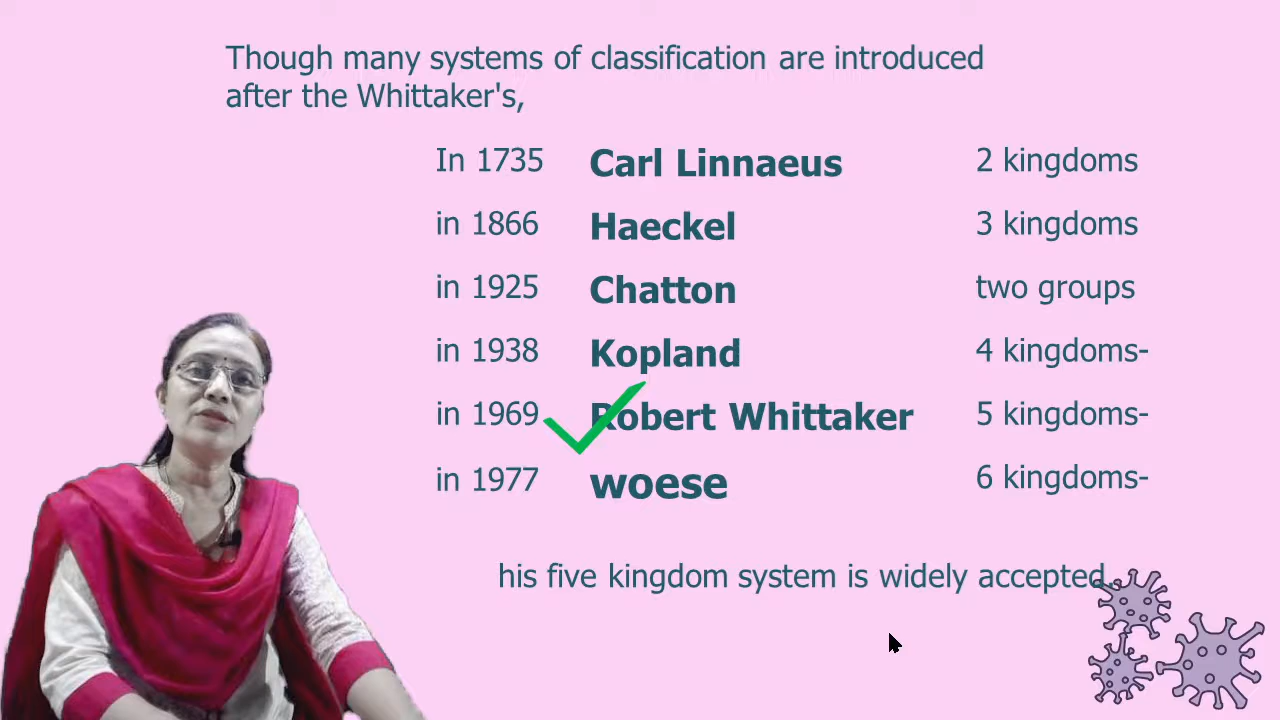 Though many systems of classification are introduced
after the Whittaker's,
In 1735 Carl Linnaeus 2 kingdoms
in 1866 Haeckel 3 kingdoms
in 1925 Chatton two groups
in 1938 Kopland 4 kingdoms-
in 1969 Robert Whittaker 5 kingdoms-
in 1977 woese 6 kingdoms-
his five kingdom system is widely accepted.